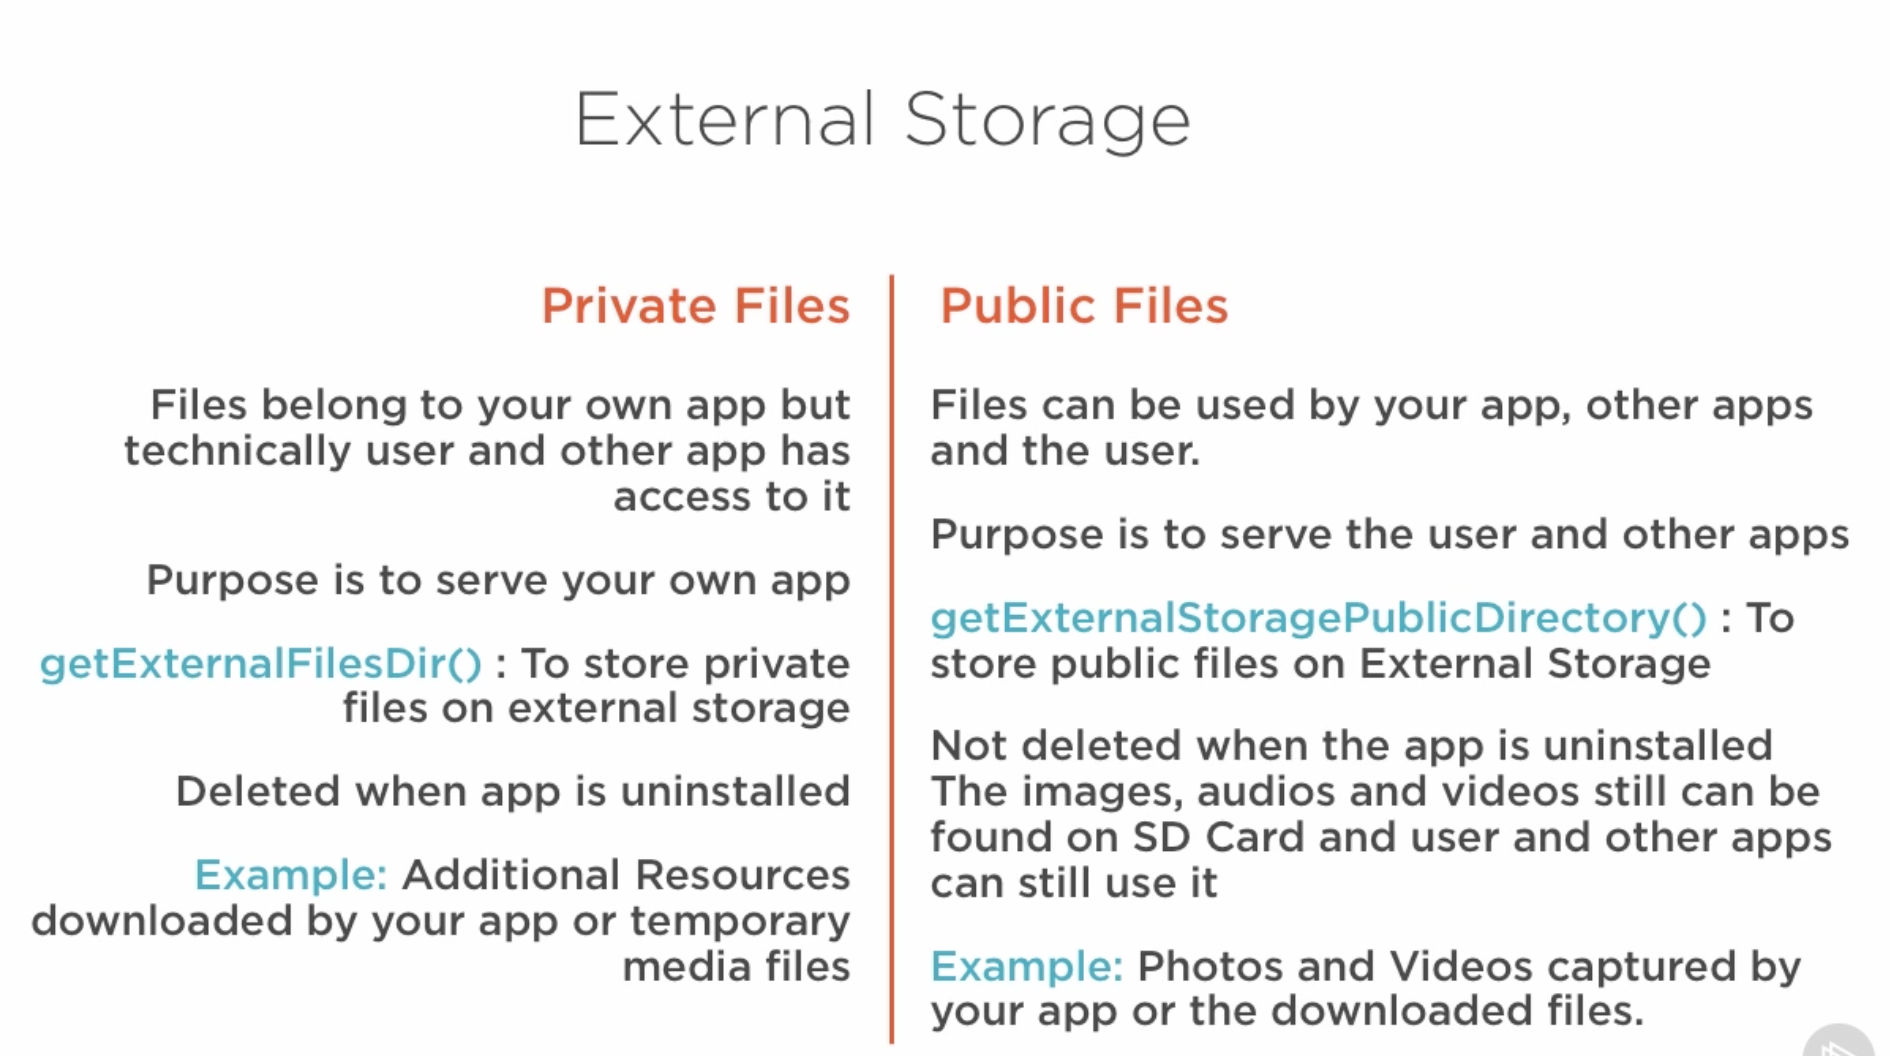 External Storage
Private Files
Files belong to your own app but
technically user and other app has
access to it
Purpose is to serve your own app
getExternalFilesDir() : To store private
files on external storage
Deleted when app is uninstalled
Example: Additional Resources
downloaded by your app or temporary
media files
Public Files
Files can be used by your app, other apps
and the user.
Purpose is to serve the user and other apps
getExternalStoragePublicDirectory() : To
store public files on External Storage
Not deleted when the app is uninstalled
The images, audios and videos still can be
found on SD Card and user and other apps
can still use it
Example: Photos and Videos captured by
your app or the downloaded files.